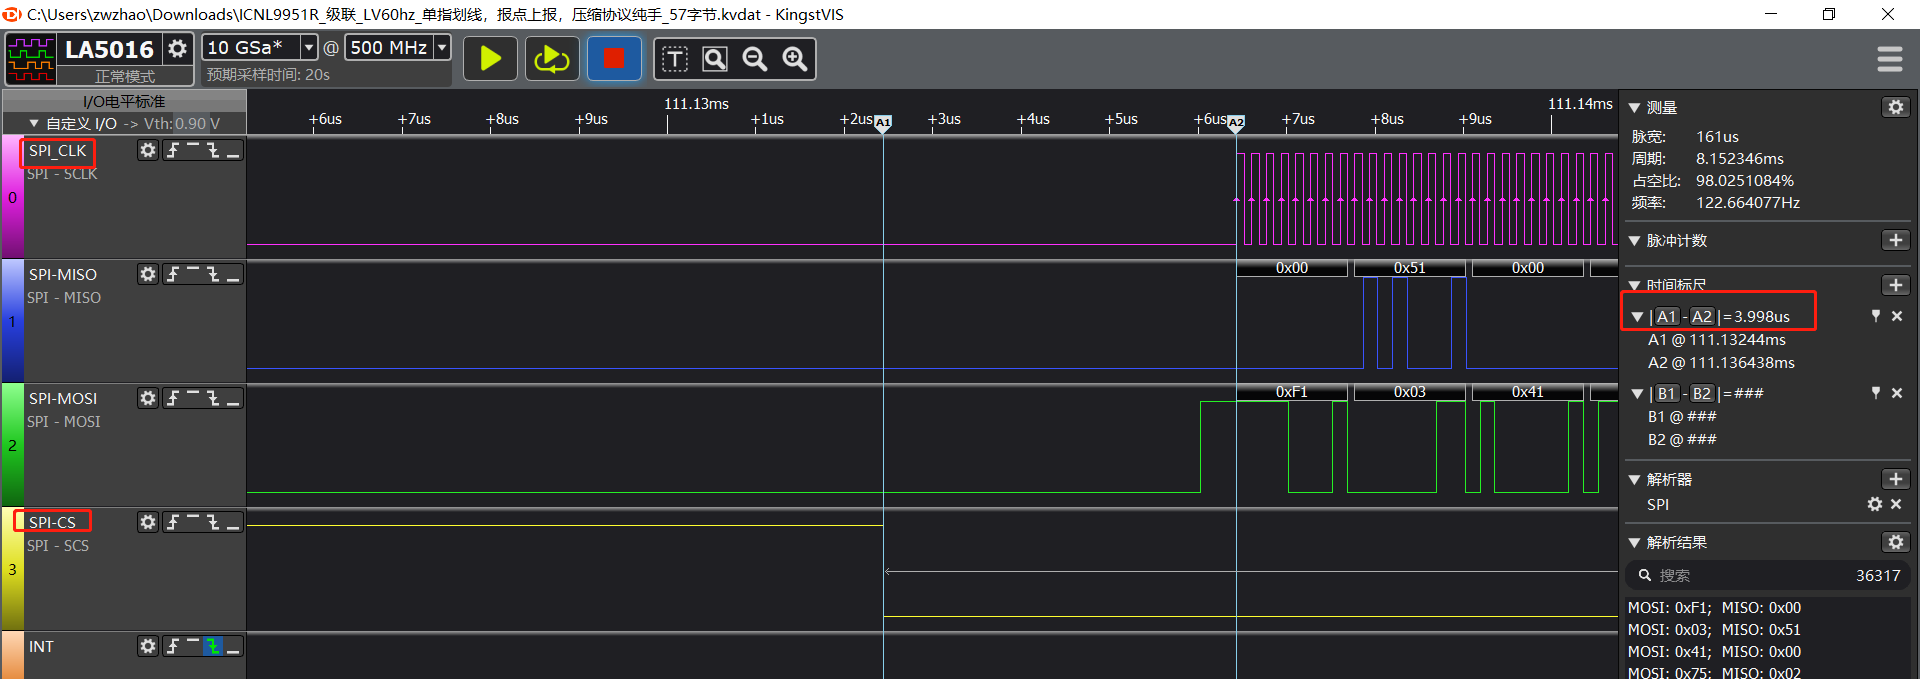 C:\Users\zwzhao\Downloads\ICNL9951R_级联_LV60hz_单指划线，报点上报，压缩协议纯手_57字节.kvdat - KingstVIS
LA5016
正常模式
10 GSa* @ 500 MHz
预期采样时间: 20s
I/O电平标准
自定义 I/O -> Vth:0.90 V
111.13ms 111.14ms
+6us +7us +8us +9us +1us +2us A1 +3us +4us +5us +6us A2 +7us +8us +9us
SPI_CLK
SPI - SCLK
0
SPI-MISO
SPI - MISO
1
0x00 0x51 0x00
SPI-MOSI
SPI - MOSI
2
0xF1 0x03 0x41
SPI-CS
SPI - SCS
3
INT
测量
脉宽: 161us
周期: 8.152346ms
占空比: 98.0251084%
频率: 122.664077Hz
脉冲计数
时间标尺
|A1-A2|=3.998us
A1 @ 111.13244ms
A2 @ 111.136438ms
|B1-B2|=###
B1 @ ###
B2 @ ###
解析器
SPI
解析结果
搜索 36317
MOSI: 0xF1; MISO: 0x00
MOSI: 0x03; MISO: 0x51
MOSI: 0x41; MISO: 0x00
MOSI: 0x75; MISO: 0x02